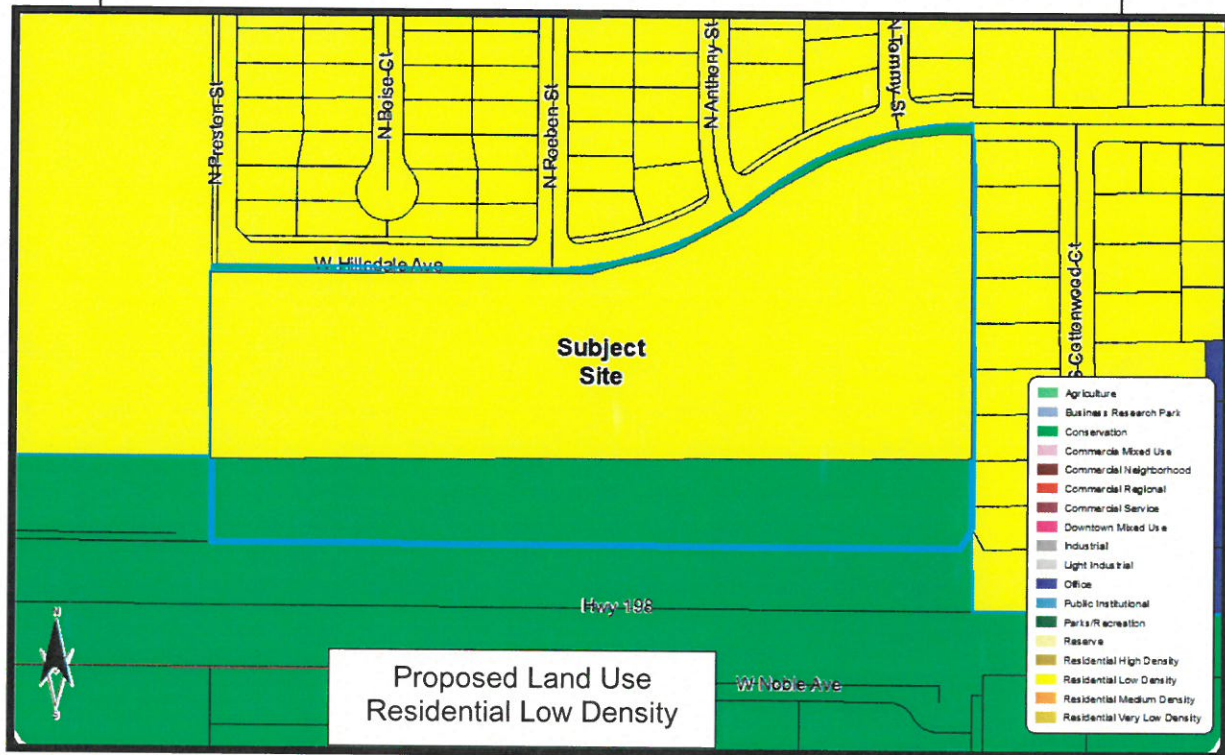 N Preston St
N Boise Ct
N Roeben St
N Anthony St
N Tommy St
W Hillsdale Ave
S Cottonwood Ct
Subject
Site
Agriculture
Business Research Park
Conservation
Commercia Mixed Use
Commercial Neighborhood
Commercial Regional
Commercial Service
Downtown Mixed Use
Industrial
Light Industrial
Office
Public Institutional
Parks/Recreation
Reserve
Residential High Density
Residential Low Density
Residential Medium Density
Residential Very Low Density
Hwy 198
N
S
Proposed Land Use
Residential Low Density
W Noble Ave